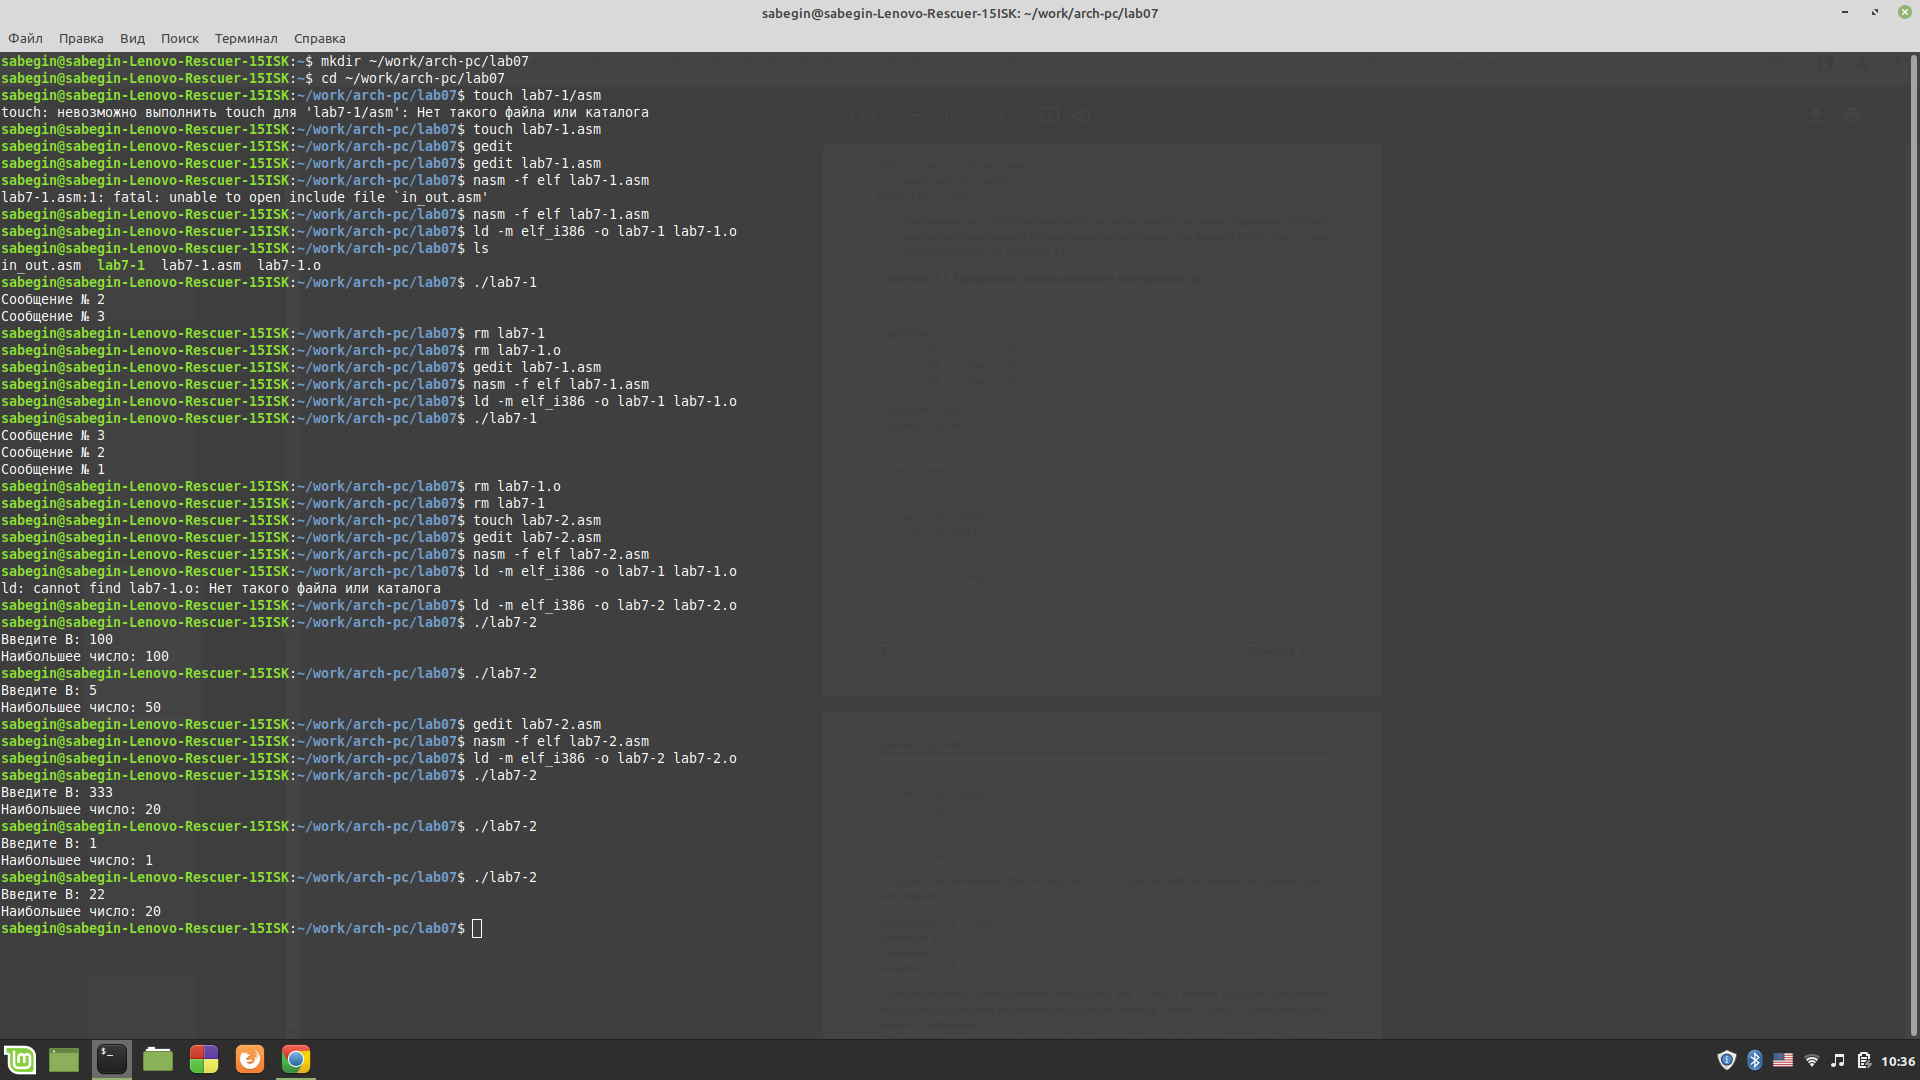 sabegin@sabegin-Lenovo-Rescuer-15ISK: ~/work/arch-pc/lab07
Файл Правка Вид Поиск Терминал Справка
sabegin@sabegin-Lenovo-Rescuer-15ISK:~$ mkdir ~/work/arch-pc/lab07
sabegin@sabegin-Lenovo-Rescuer-15ISK:~$ cd ~/work/arch-pc/lab07
sabegin@sabegin-Lenovo-Rescuer-15ISK:~/work/arch-pc/lab07$ touch lab7-1/asm
touch: невозможно выполнить touch для 'lab7-1/asm': Нет такого файла или каталога
sabegin@sabegin-Lenovo-Rescuer-15ISK:~/work/arch-pc/lab07$ touch lab7-1.asm
sabegin@sabegin-Lenovo-Rescuer-15ISK:~/work/arch-pc/lab07$ gedit
sabegin@sabegin-Lenovo-Rescuer-15ISK:~/work/arch-pc/lab07$ gedit lab7-1.asm
sabegin@sabegin-Lenovo-Rescuer-15ISK:~/work/arch-pc/lab07$ nasm -f elf lab7-1.asm
lab7-1.asm:1: fatal: unable to open include file `in_out.asm'
sabegin@sabegin-Lenovo-Rescuer-15ISK:~/work/arch-pc/lab07$ nasm -f elf lab7-1.asm
sabegin@sabegin-Lenovo-Rescuer-15ISK:~/work/arch-pc/lab07$ ld -m elf_i386 -o lab7-1 lab7-1.o
sabegin@sabegin-Lenovo-Rescuer-15ISK:~/work/arch-pc/lab07$ ls
in_out.asm  lab7-1  lab7-1.asm  lab7-1.o
sabegin@sabegin-Lenovo-Rescuer-15ISK:~/work/arch-pc/lab07$ ./lab7-1
Сообщение № 2
Сообщение № 3
sabegin@sabegin-Lenovo-Rescuer-15ISK:~/work/arch-pc/lab07$ rm lab7-1
sabegin@sabegin-Lenovo-Rescuer-15ISK:~/work/arch-pc/lab07$ rm lab7-1.o
sabegin@sabegin-Lenovo-Rescuer-15ISK:~/work/arch-pc/lab07$ gedit lab7-1.asm
sabegin@sabegin-Lenovo-Rescuer-15ISK:~/work/arch-pc/lab07$ nasm -f elf lab7-1.asm
sabegin@sabegin-Lenovo-Rescuer-15ISK:~/work/arch-pc/lab07$ ld -m elf_i386 -o lab7-1 lab7-1.o
sabegin@sabegin-Lenovo-Rescuer-15ISK:~/work/arch-pc/lab07$ ./lab7-1
Сообщение № 3
Сообщение № 2
Сообщение № 1
sabegin@sabegin-Lenovo-Rescuer-15ISK:~/work/arch-pc/lab07$ rm lab7-1.o
sabegin@sabegin-Lenovo-Rescuer-15ISK:~/work/arch-pc/lab07$ rm lab7-1
sabegin@sabegin-Lenovo-Rescuer-15ISK:~/work/arch-pc/lab07$ touch lab7-2.asm
sabegin@sabegin-Lenovo-Rescuer-15ISK:~/work/arch-pc/lab07$ gedit lab7-2.asm
sabegin@sabegin-Lenovo-Rescuer-15ISK:~/work/arch-pc/lab07$ nasm -f elf lab7-2.asm
sabegin@sabegin-Lenovo-Rescuer-15ISK:~/work/arch-pc/lab07$ ld -m elf_i386 -o lab7-1 lab7-1.o
ld: cannot find lab7-1.o: Нет такого файла или каталога
sabegin@sabegin-Lenovo-Rescuer-15ISK:~/work/arch-pc/lab07$ ld -m elf_i386 -o lab7-2 lab7-2.o
sabegin@sabegin-Lenovo-Rescuer-15ISK:~/work/arch-pc/lab07$ ./lab7-2
Введите B: 100
Наибольшее число: 100
sabegin@sabegin-Lenovo-Rescuer-15ISK:~/work/arch-pc/lab07$ ./lab7-2
Введите B: 5
Наибольшее число: 50
sabegin@sabegin-Lenovo-Rescuer-15ISK:~/work/arch-pc/lab07$ gedit lab7-2.asm
sabegin@sabegin-Lenovo-Rescuer-15ISK:~/work/arch-pc/lab07$ nasm -f elf lab7-2.asm
sabegin@sabegin-Lenovo-Rescuer-15ISK:~/work/arch-pc/lab07$ ld -m elf_i386 -o lab7-2 lab7-2.o
sabegin@sabegin-Lenovo-Rescuer-15ISK:~/work/arch-pc/lab07$ ./lab7-2
Введите B: 333
Наибольшее число: 20
sabegin@sabegin-Lenovo-Rescuer-15ISK:~/work/arch-pc/lab07$ ./lab7-2
Введите B: 1
Наибольшее число: 1
sabegin@sabegin-Lenovo-Rescuer-15ISK:~/work/arch-pc/lab07$ ./lab7-2
Введите B: 22
Наибольшее число: 20
sabegin@sabegin-Lenovo-Rescuer-15ISK:~/work/arch-pc/lab07$
10:36